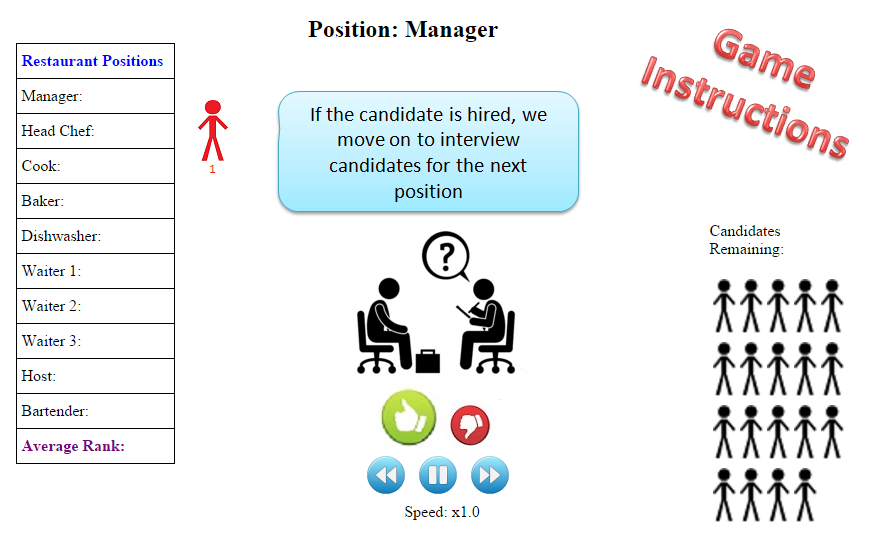 Position: Manager
Game
Instructions
Restaurant Positions
Manager:
Head Chef:
Cook:
Baker:
Dishwasher:
Waiter 1:
Waiter 2:
Waiter 3:
Host:
Bartender:
Average Rank:
1
If the candidate is hired, we
move on to interview
candidates for the next
position
?
Candidates
Remaining:
Speed: x1.0